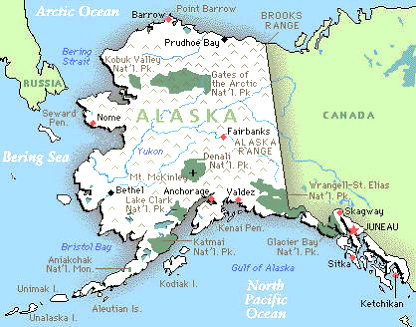 Arctic Ocean
Point Barrow
Barrow
BROOKS
RANGE
Prudhoe Bay
Bering
Strait
Kobuk Valley
Nat'l. Pk.
RUSSIA
Gates of
the Arctic
Nat'l. Pk.
Seward
Pen.
Nome
ALASKA
CANADA
Fairbanks
ALASKA
RANGE
Bering Sea
Yukon
Denali
Nat'l. Pk.
Mt. McKinley
Bethel
Anchorage
Valdez
Wrangell-St. Elias
Nat'l. Pk.
Lake Clark
Nat'l. Pk.
Skagway
JUNEAU
Kenai Pen.
Bristol Bay
Katmai
Nat'l. Pk.
Glacier Bay
Nat'l. Pk.
Sitka
Aniakchak
Nat'l. Mon.
Gulf of Alaska
Kodiak I.
Unimak I.
North
Pacific
Ocean
Ketchikan
Aleutian Is.
Unalaska I.